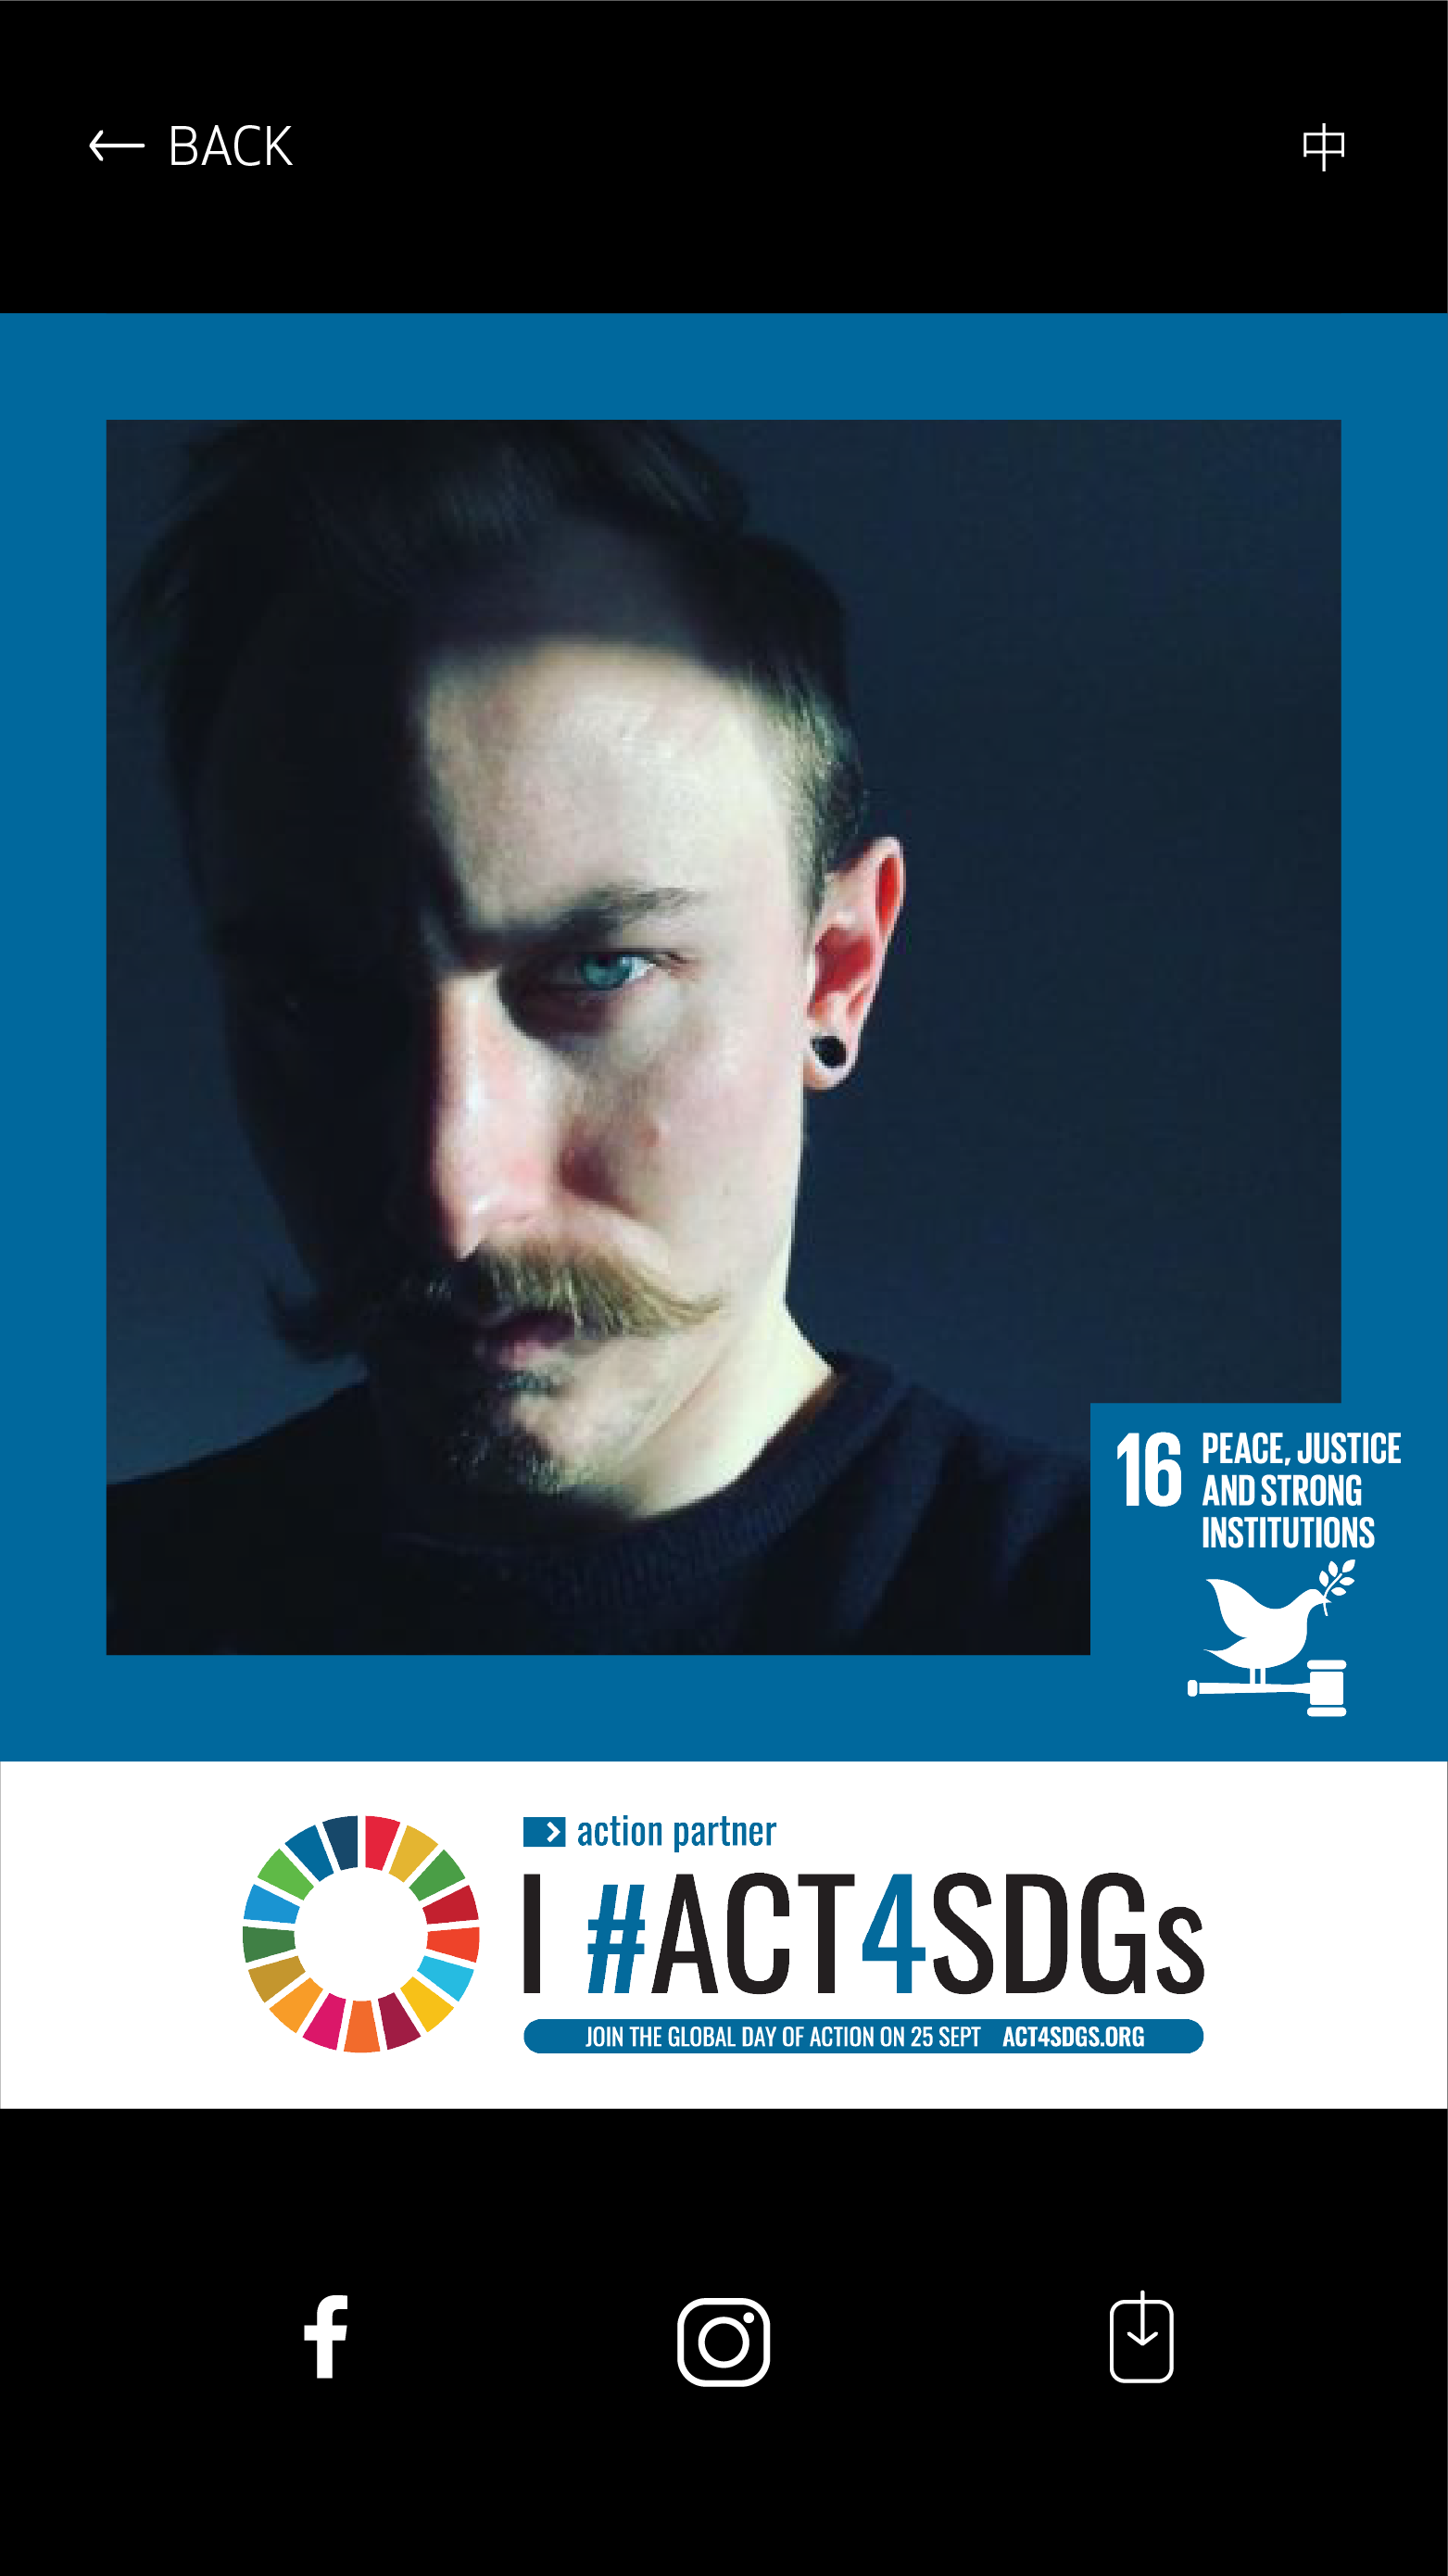 BACK
中
16
PEACE, JUSTICE
AND STRONG
INSTITUTIONS
action partner
I #ACT4SDGs
JOIN THE GLOBAL DAY OF ACTION ON 25 SEPT ACT4SDGS.ORG